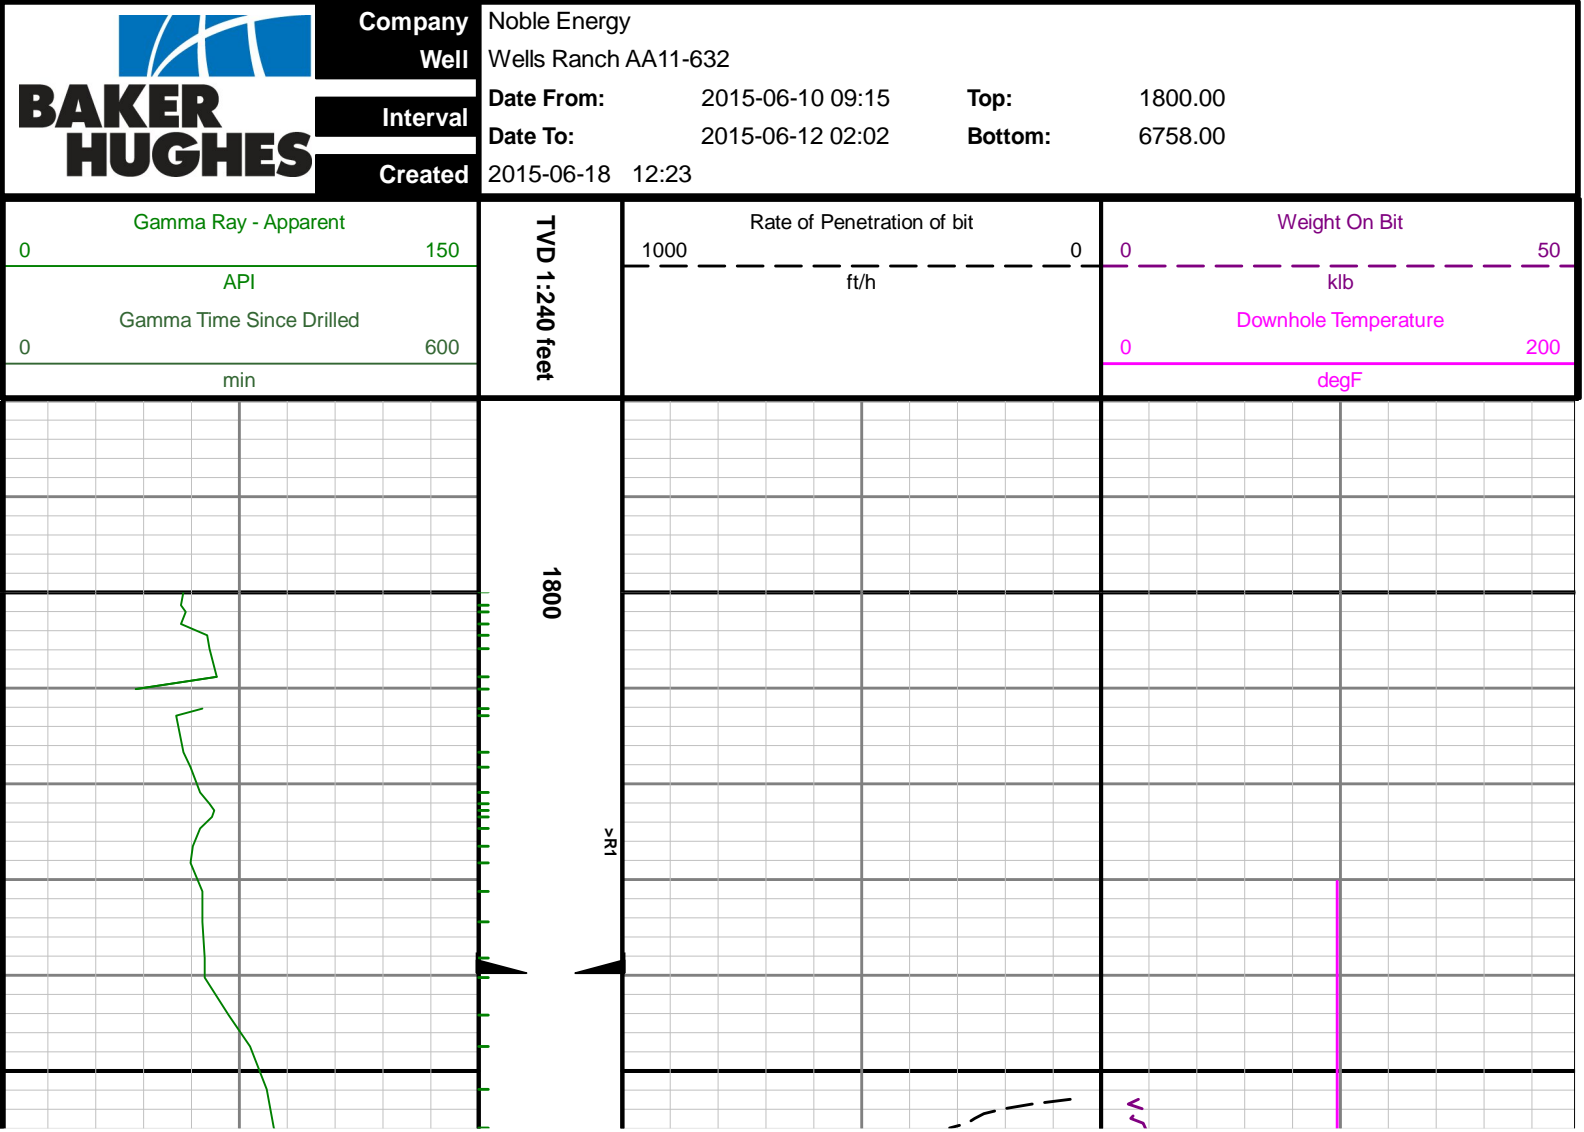 BAKER
HUGHES
Company Noble Energy
Well Wells Ranch AA11-632
Interval
Date From: 2015-06-10 09:15 Top: 1800.00
Date To: 2015-06-12 02:02 Bottom: 6758.00
Created 2015-06-18 12:23
Gamma Ray - Apparent
0 150
API
Gamma Time Since Drilled
0 600
min
TVD 1:240 feet
Rate of Penetration of bit
1000 0
ft/h
Weight On Bit
0 50
klb
Downhole Temperature
0 200
degF
1800
>R1